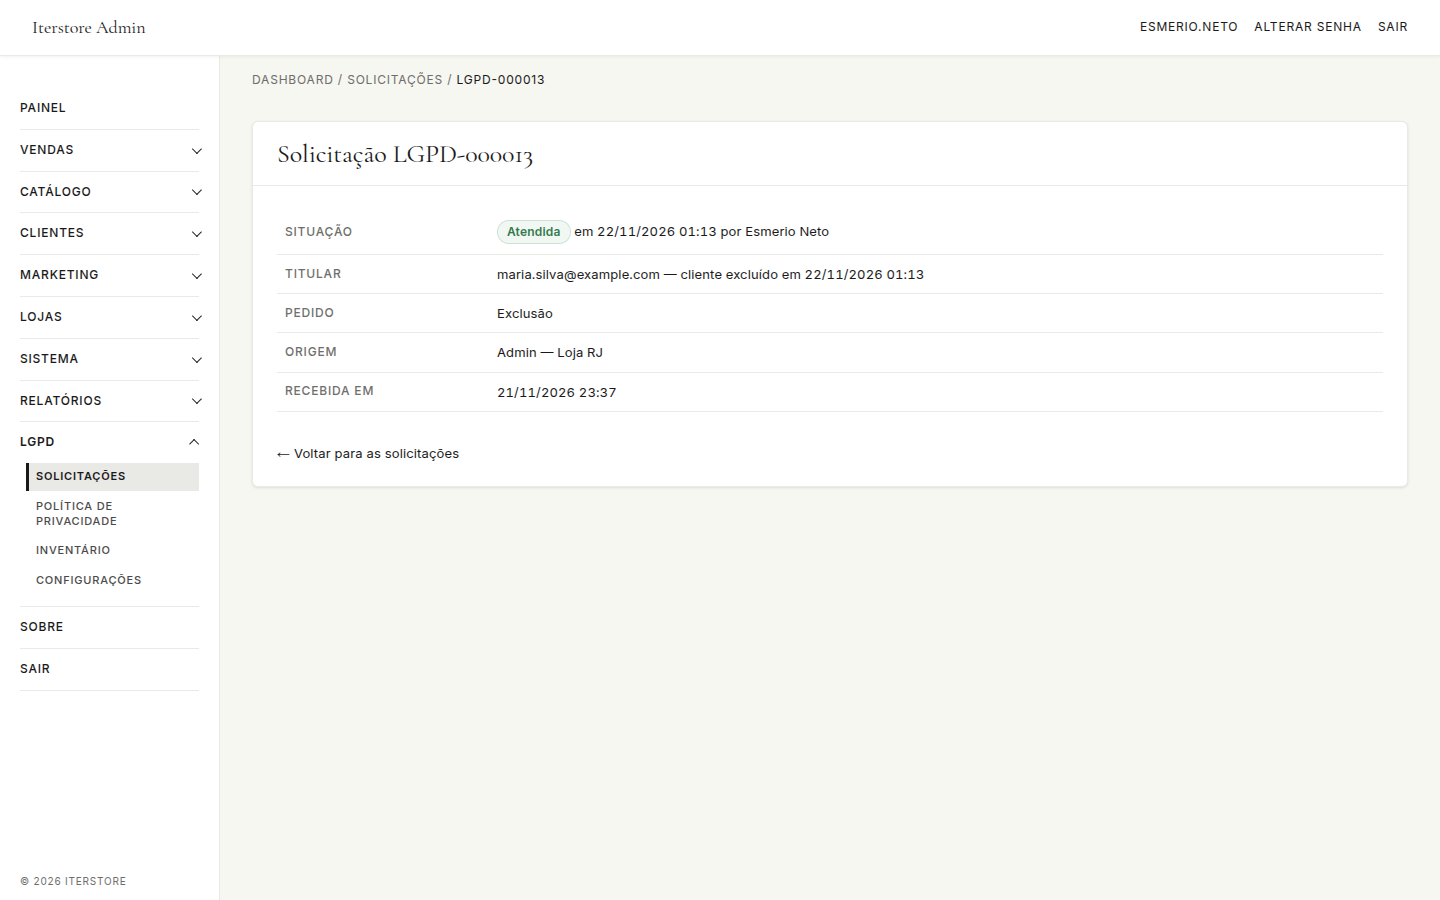 Iterstore Admin
ESMERIO.NETO ALTERAR SENHA SAIR
DASHBOARD / SOLICITAÇÕES / LGPD-000013
PAINEL
VENDAS
CATÁLOGO
CLIENTES
MARKETING
LOJAS
SISTEMA
RELATÓRIOS
LGPD
SOLICITAÇÕES
POLÍTICA DE
PRIVACIDADE
INVENTÁRIO
CONFIGURAÇÕES
SOBRE
SAIR
© 2026 ITERSTORE
Solicitação LGPD-000013
SITUAÇÃO Atendida em 22/11/2026 01:13 por Esmerio Neto
TITULAR maria.silva@example.com — cliente excluído em 22/11/2026 01:13
PEDIDO Exclusão
ORIGEM Admin — Loja RJ
RECEBIDA EM 21/11/2026 23:37
← Voltar para as solicitações